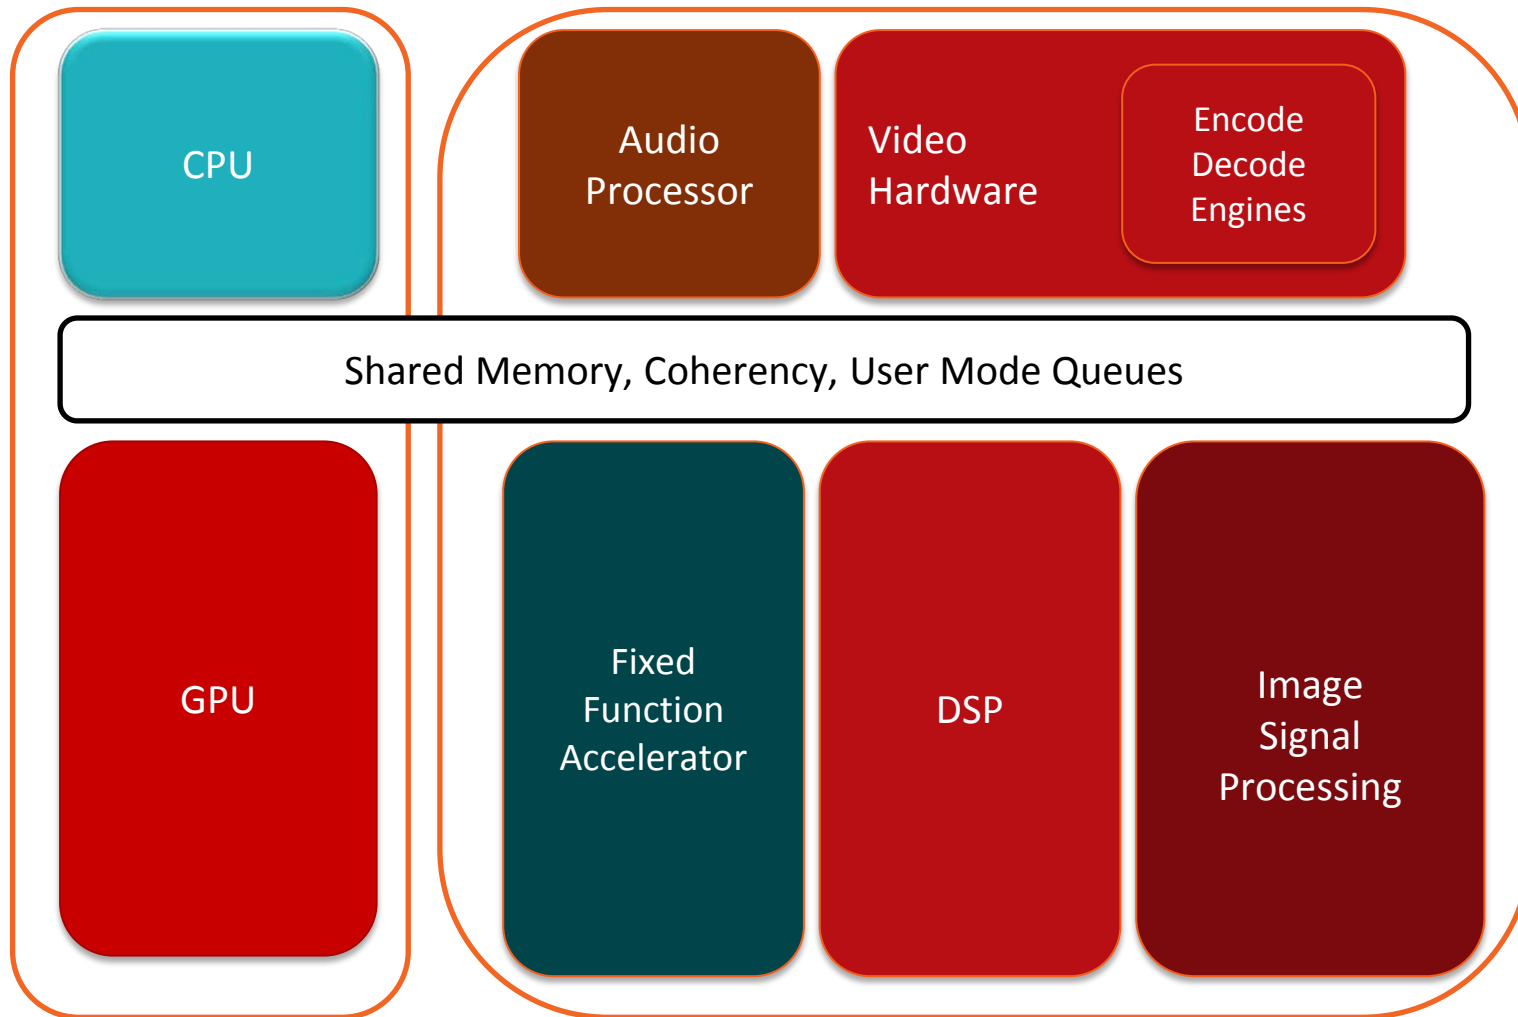 CPU
Audio
Processor
Video
Hardware
Encode
Decode
Engines
Shared Memory, Coherency, User Mode Queues
GPU
Fixed
Function
Accelerator
DSP
Image
Signal
Processing